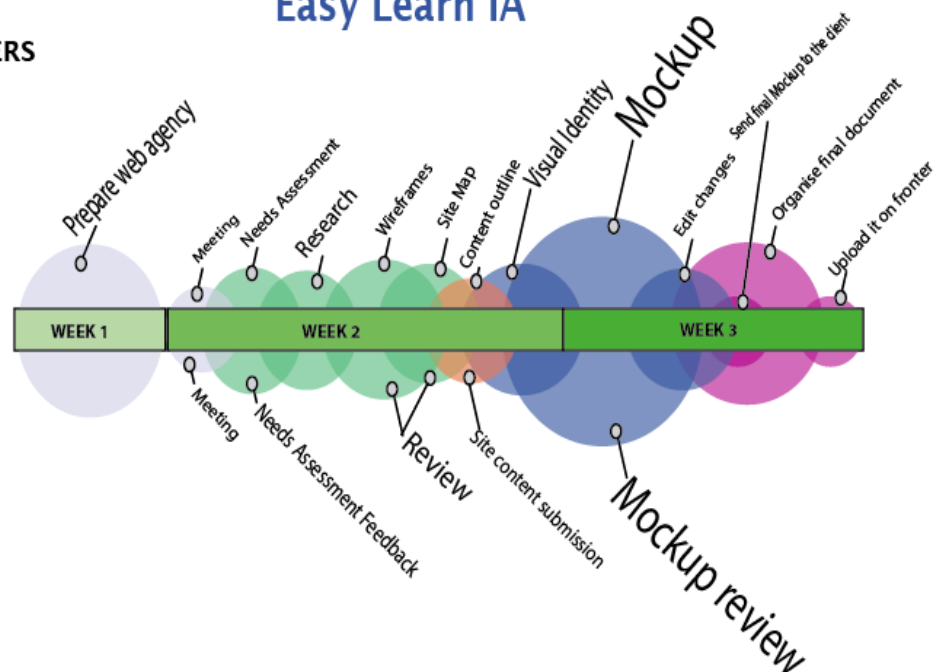 Easy Learn IA
ERS
Prepare web agency
Meeting
Needs Assessment
Research
Wireframes
Site Map
Content outline
Visual Identity
Mockup
Edit changes
Send final Mockup to the client
Organise final document
Upload it on fronter
WEEK 1
WEEK 2
WEEK 3
Meeting
Needs Assessment Feedback
Review
Site content submission
Mockup review